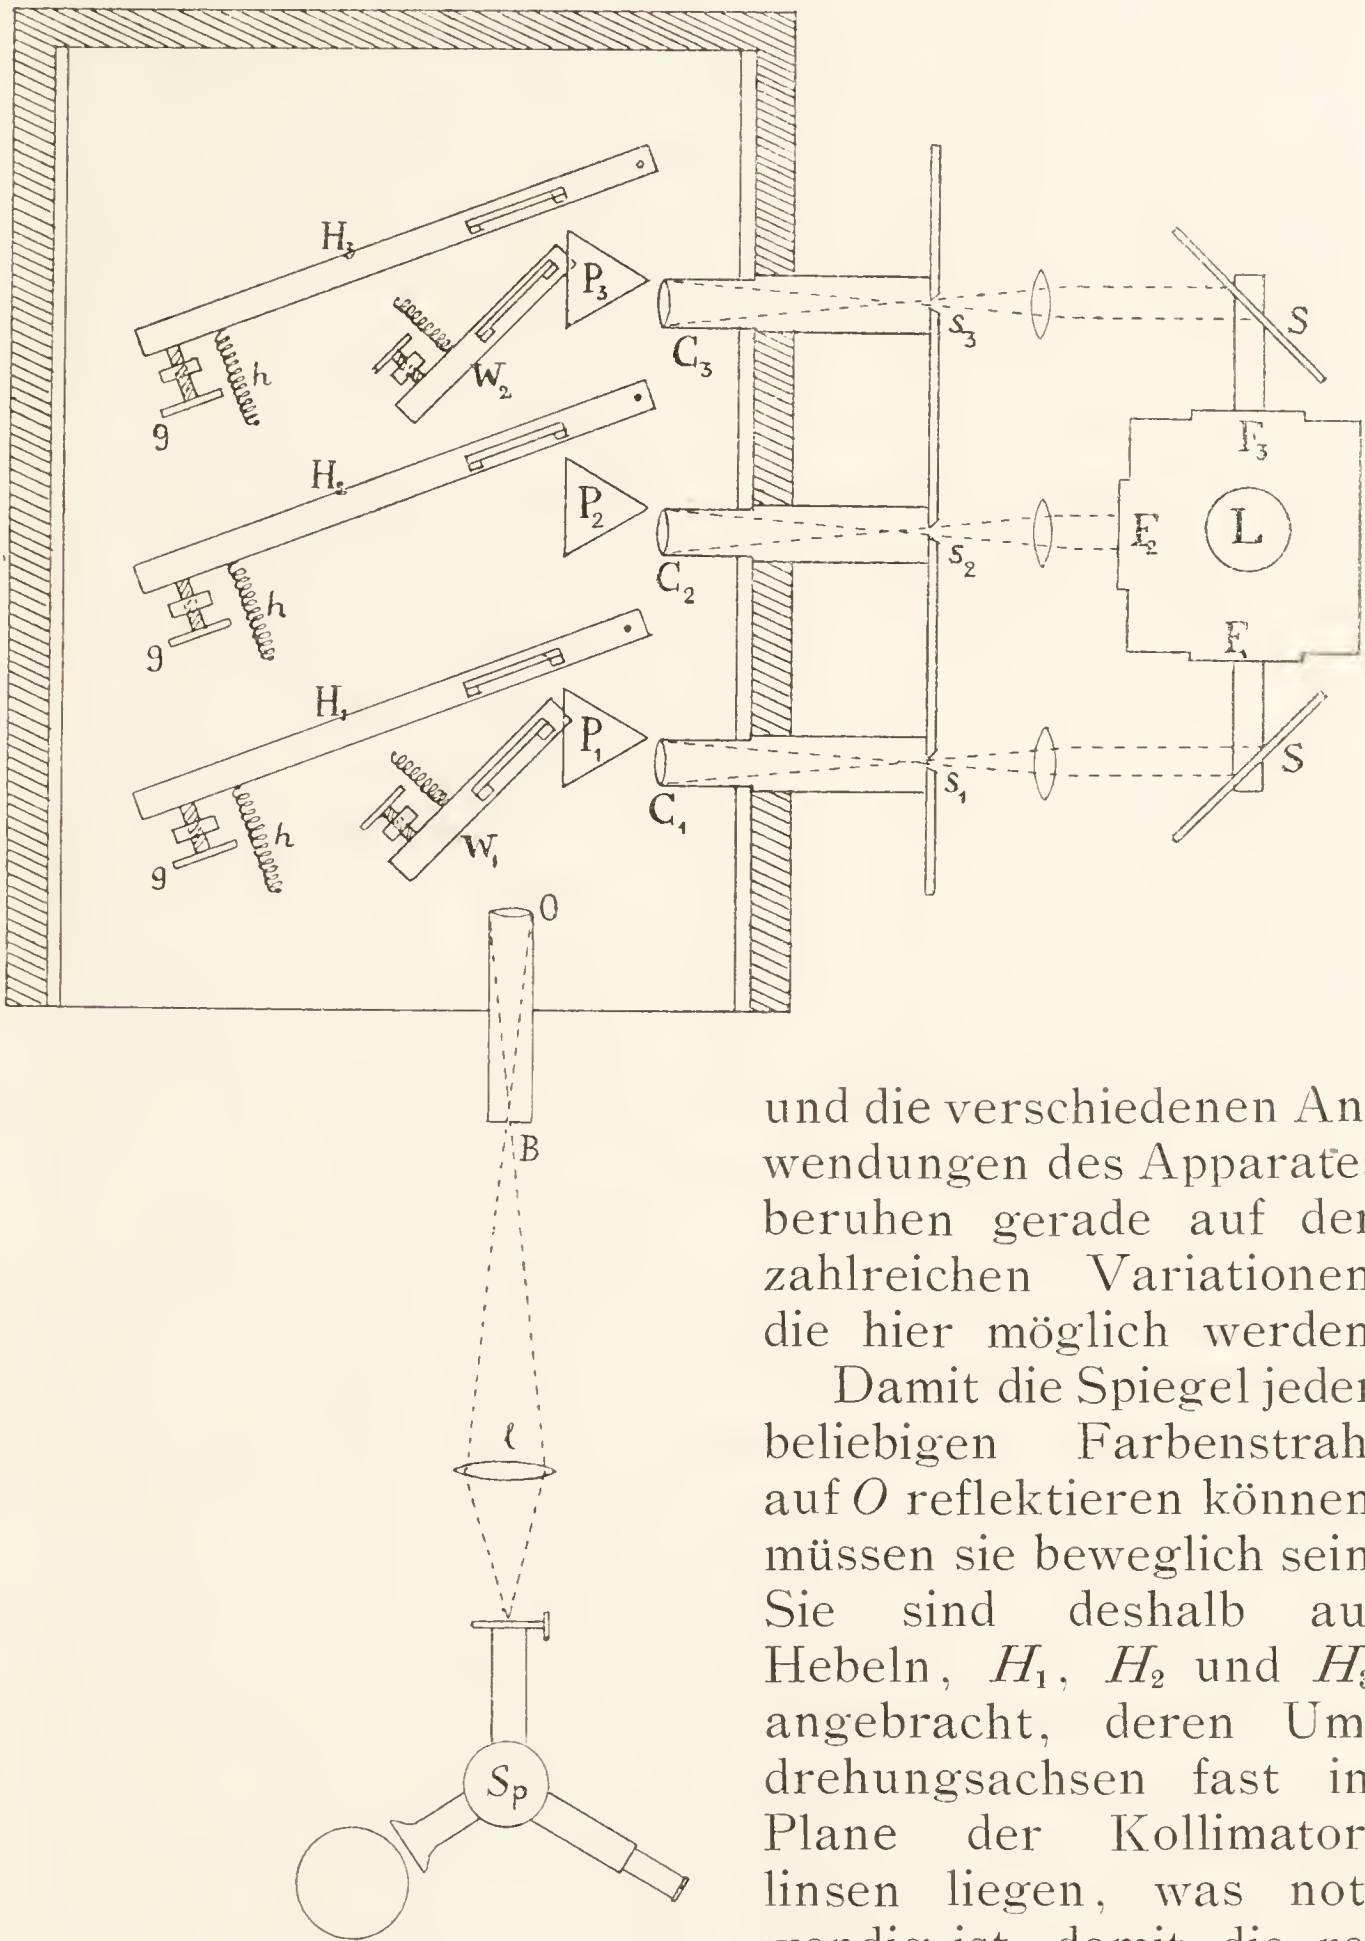 H₃
P₃
S
s₃
C₃
W₂
h
g
F₃
H₂
P₂
F₂
L
s₂
C₂
h
g
F₁
H₁
P₁
S
s₁
C₁
h
W₁
g
O
B
und die verschiedenen An
wendungen des Apparate
beruhen gerade auf der
zahlreichen Variationen
die hier möglich werden
Damit die Spiegel jeder
beliebigen Farbenstrah
auf O reflektieren können
ℓ
müssen sie beweglich sein
Sie sind deshalb au
Hebeln, H₁, H₂ und H₃
angebracht, deren Um
drehungsachsen fast in
Sp
Plane der Kollimator
linsen liegen, was not